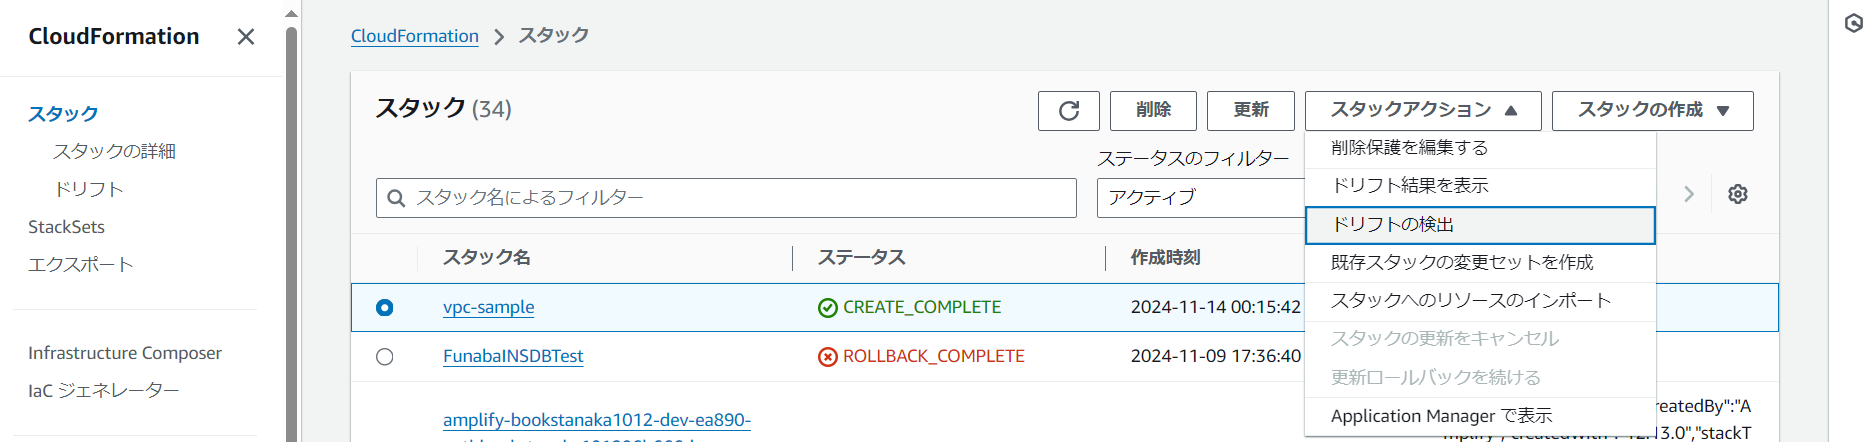 CloudFormation
スタック
スタックの詳細
ドリフト
StackSets
エクスポート
Infrastructure Composer
IaC ジェネレーター
CloudFormation
スタック
スタック (34)
削除
更新
スタックアクション
スタックの作成
ステータスのフィルター
スタック名によるフィルター
アクティブ
削除保護を編集する
ドリフト結果を表示
ドリフトの検出
既存スタックの変更セットを作成
スタックへのリソースのインポート
スタックの更新をキャンセル
更新ロールバックを続ける
Application Manager で表示
スタック名
ステータス
作成時刻
vpc-sample
CREATE_COMPLETE
2024-11-14 00:15:42
FunabaINSDBTest
ROLLBACK_COMPLETE
2024-11-09 17:36:40
amplify-bookstanaka1012-dev-ea890-
reatedBy":"A